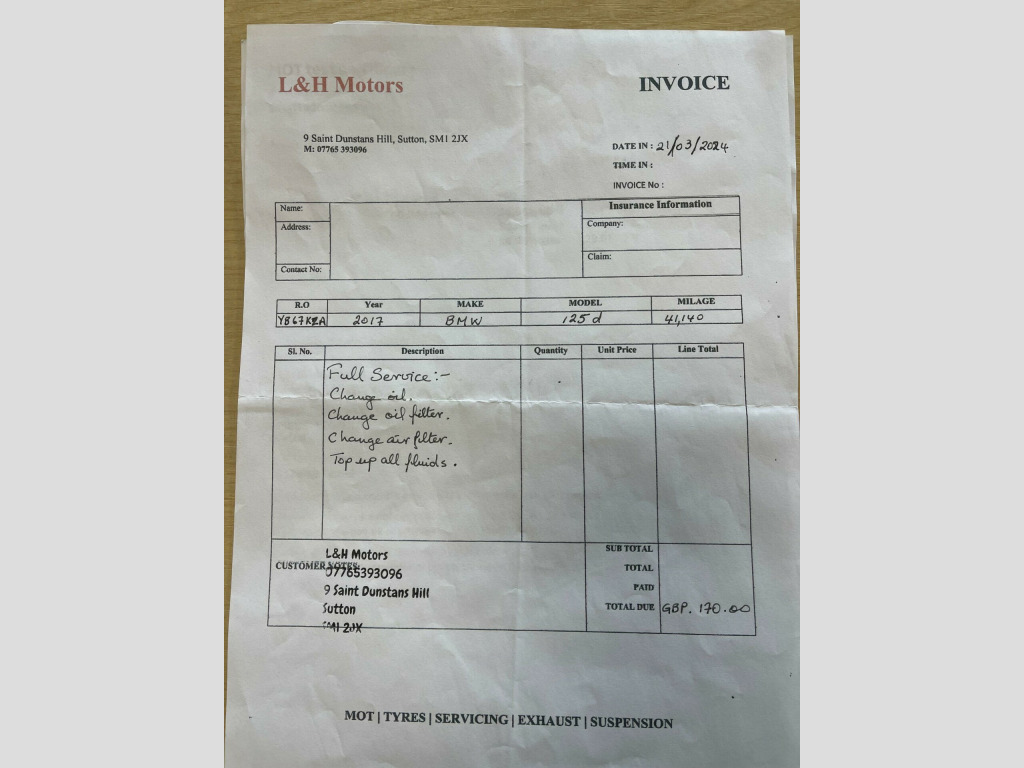 L&H Motors
INVOICE
9 Saint Dunstans Hill, Sutton, SM1 2JX
M: 07765 393096
DATE IN : 21/03/2024
TIME IN :
INVOICE No :
Name:
Address:
Contact No:
Insurance Information
Company:
Claim:
R.O Year MAKE MODEL MILAGE
YB67KZA 2017 BMW 125d 41,140
Sl. No. Description Quantity Unit Price Line Total
Full Service:-
Change oil.
Change oil filter.
Change air filter.
Top up all fluids.
CUSTOMER NOTES:
L&H Motors
07765393096
9 Saint Dunstans Hill
Sutton
SM1 2JX
SUB TOTAL
TOTAL
PAID
TOTAL DUE GBP. 170.00
MOT | TYRES | SERVICING | EXHAUST | SUSPENSION